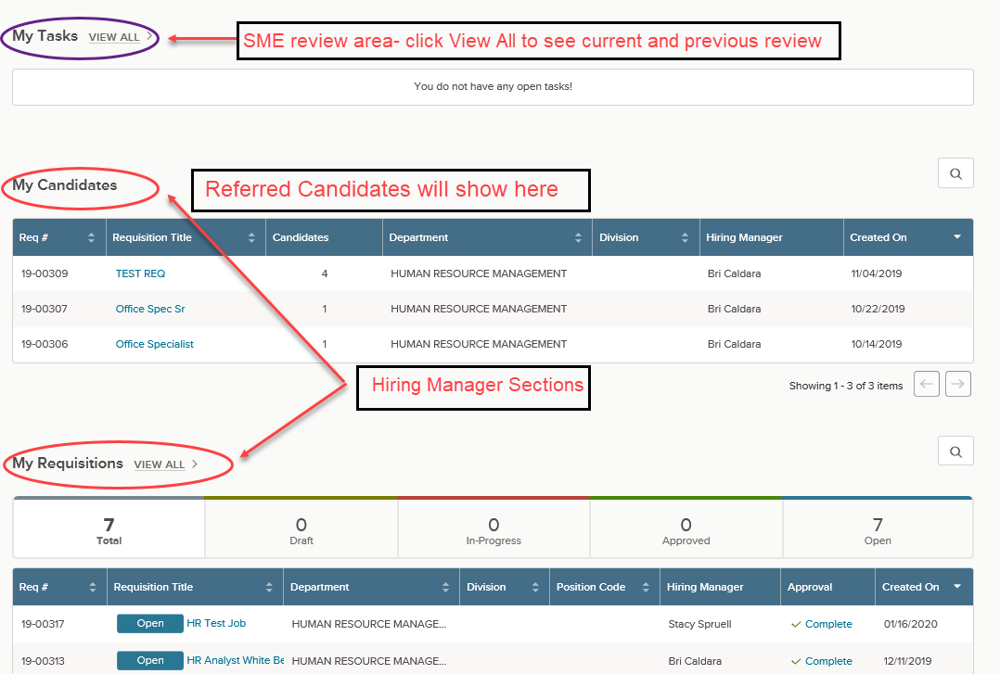 My Tasks VIEW ALL
SME review area- click View All to see current and previous review
You do not have any open tasks!
My Candidates
Referred Candidates will show here
Req # Requisition Title Candidates Department Division Hiring Manager Created On
19-00309 TEST REQ 4 HUMAN RESOURCE MANAGEMENT Bri Caldara 11/04/2019
19-00307 Office Spec Sr 1 HUMAN RESOURCE MANAGEMENT Bri Caldara 10/22/2019
19-00306 Office Specialist 1 HUMAN RESOURCE MANAGEMENT Bri Caldara 10/14/2019
Showing 1 - 3 of 3 items
Hiring Manager Sections
My Requisitions VIEW ALL
7 0 0 0 7
Total Draft In-Progress Approved Open
Req # Requisition Title Department Division Position Code Hiring Manager Approval Created On
19-00317 Open HR Test Job HUMAN RESOURCE MANAGE... Stacy Spruell Complete 01/16/2020
19-00313 Open HR Analyst White Be HUMAN RESOURCE MANAGE... Bri Caldara Complete 12/11/2019